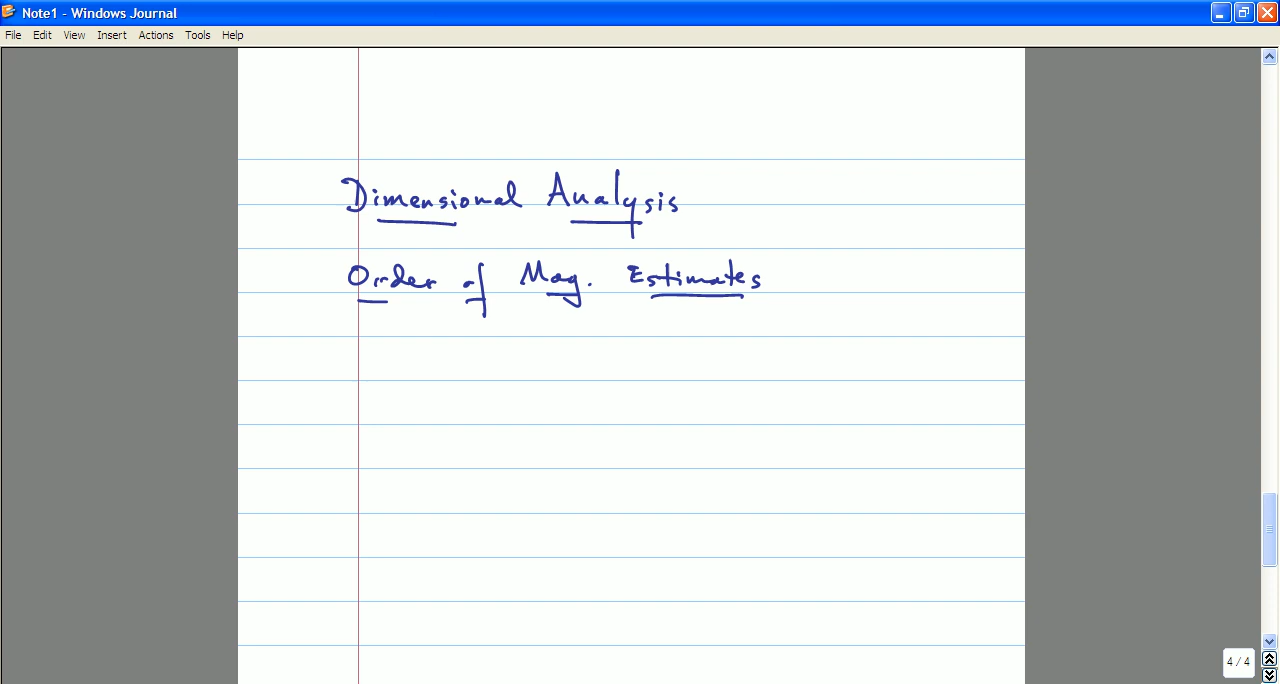 Note1 - Windows Journal
File Edit View Insert Actions Tools Help
Dimensional Analysis
Order of Mag. Estimates
4 / 4